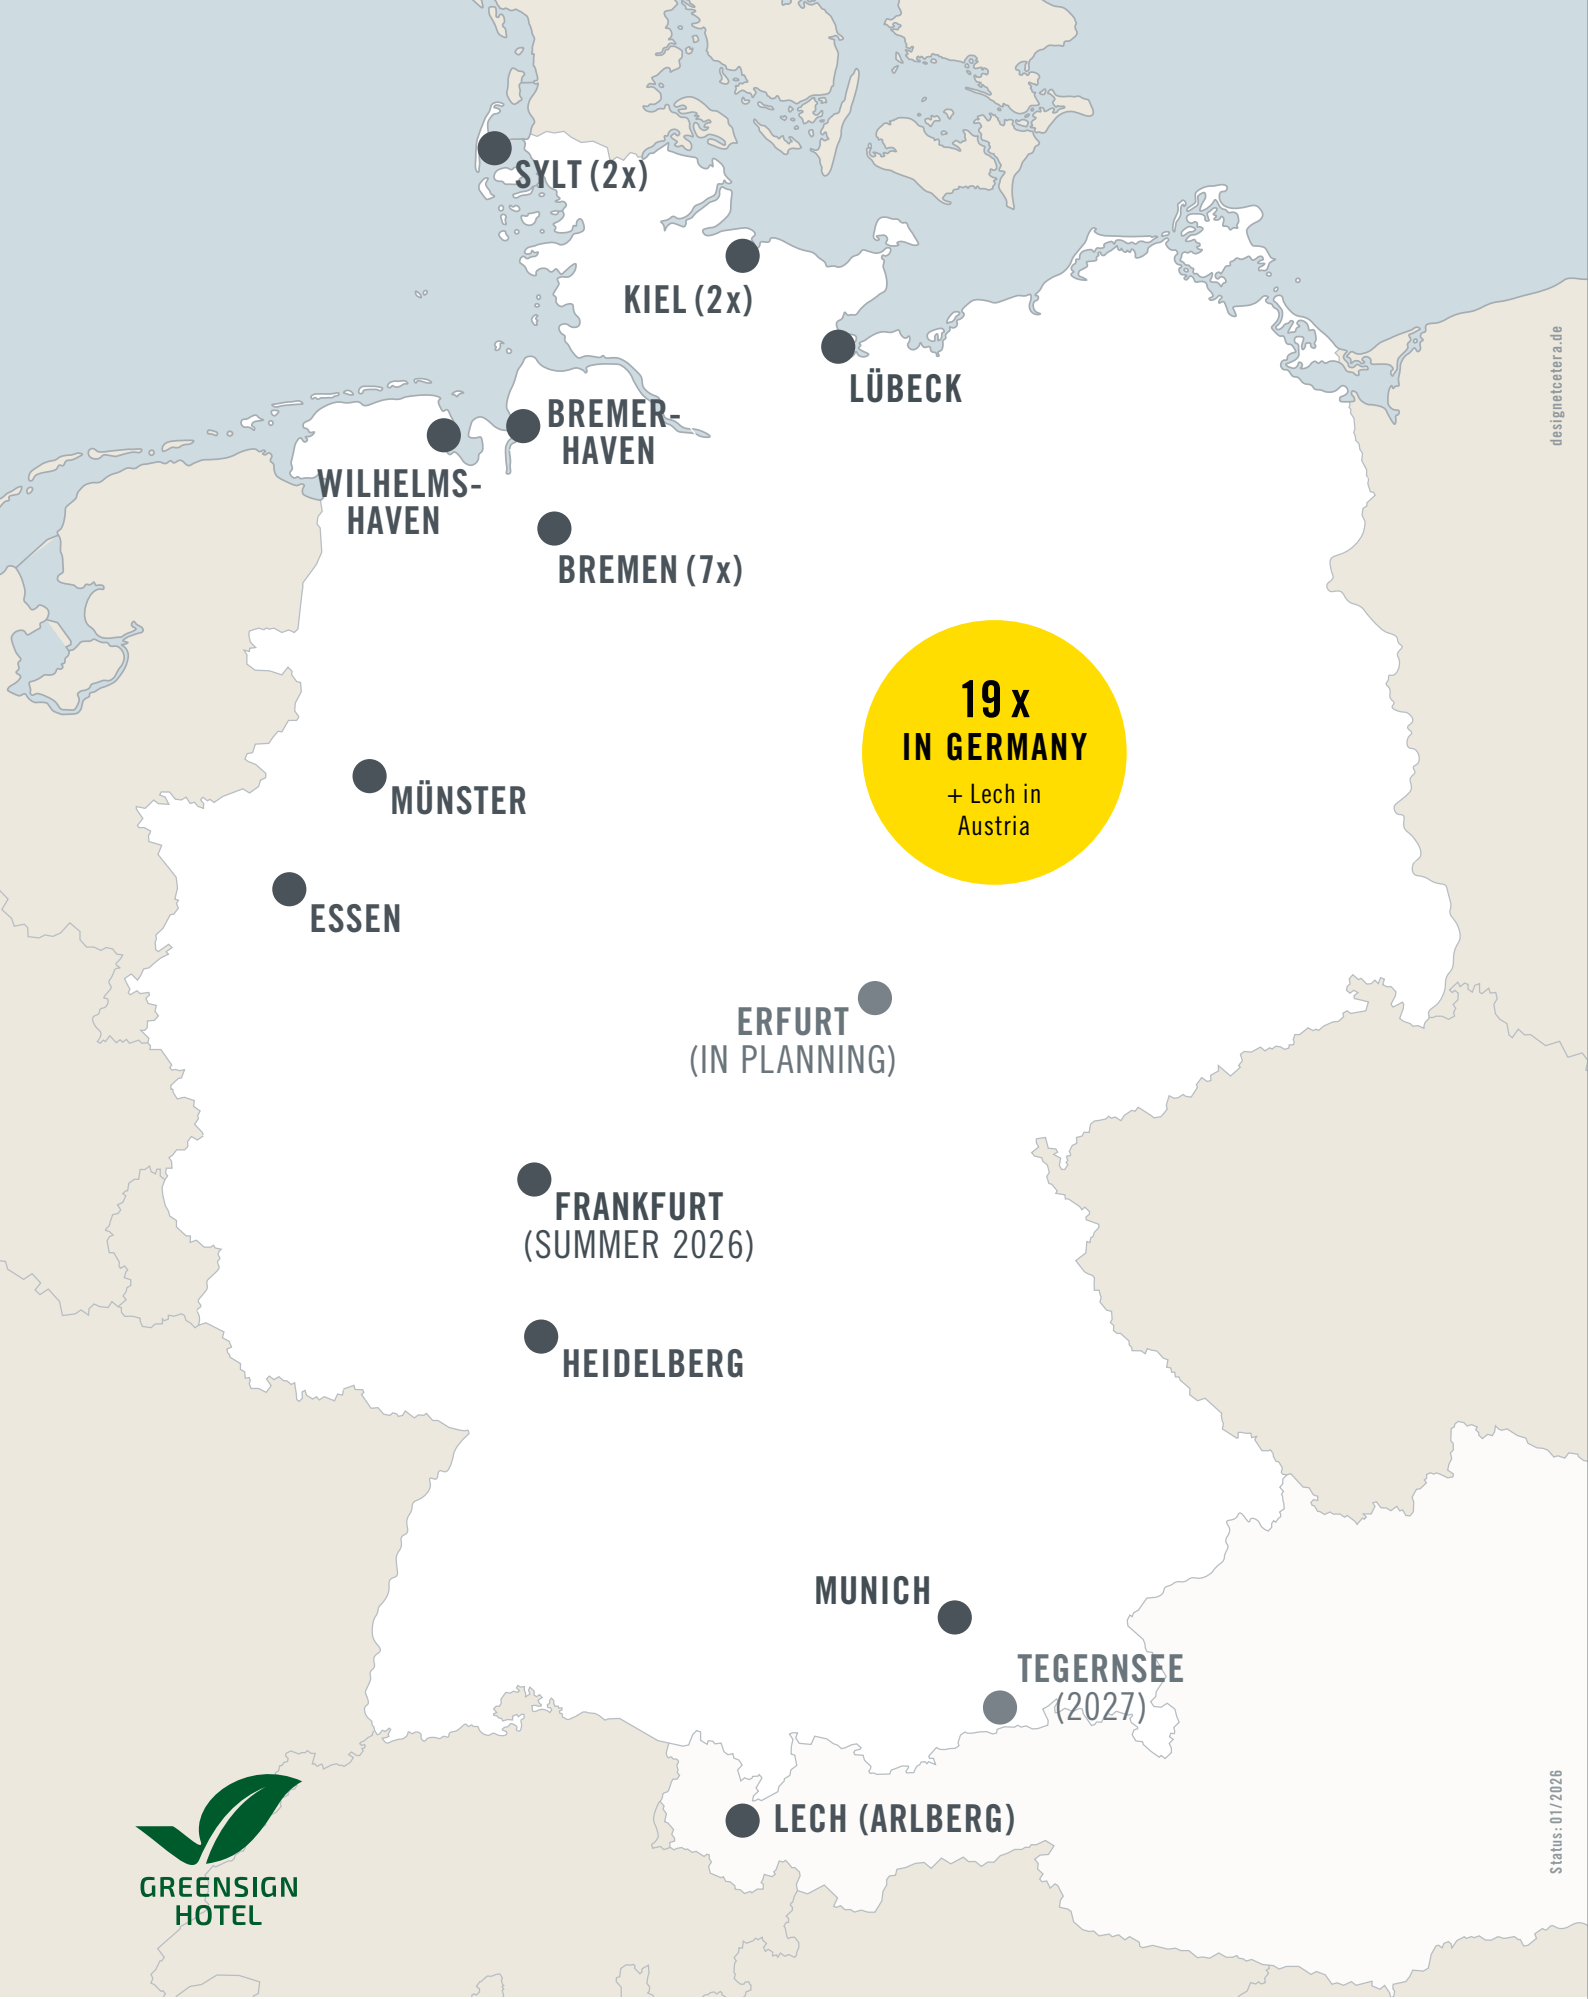 SYLT (2x)
KIEL (2x)
LÜBECK
BREMER-
HAVEN
WILHELMS-
HAVEN
BREMEN (7x)
19 x
IN GERMANY
+ Lech in
Austria
MÜNSTER
ESSEN
ERFURT
(IN PLANNING)
FRANKFURT
(SUMMER 2026)
HEIDELBERG
MUNICH
TEGERNSEE
(2027)
LECH (ARLBERG)
GREENSIGN
HOTEL
designetcetera.de
Status: 01/2026